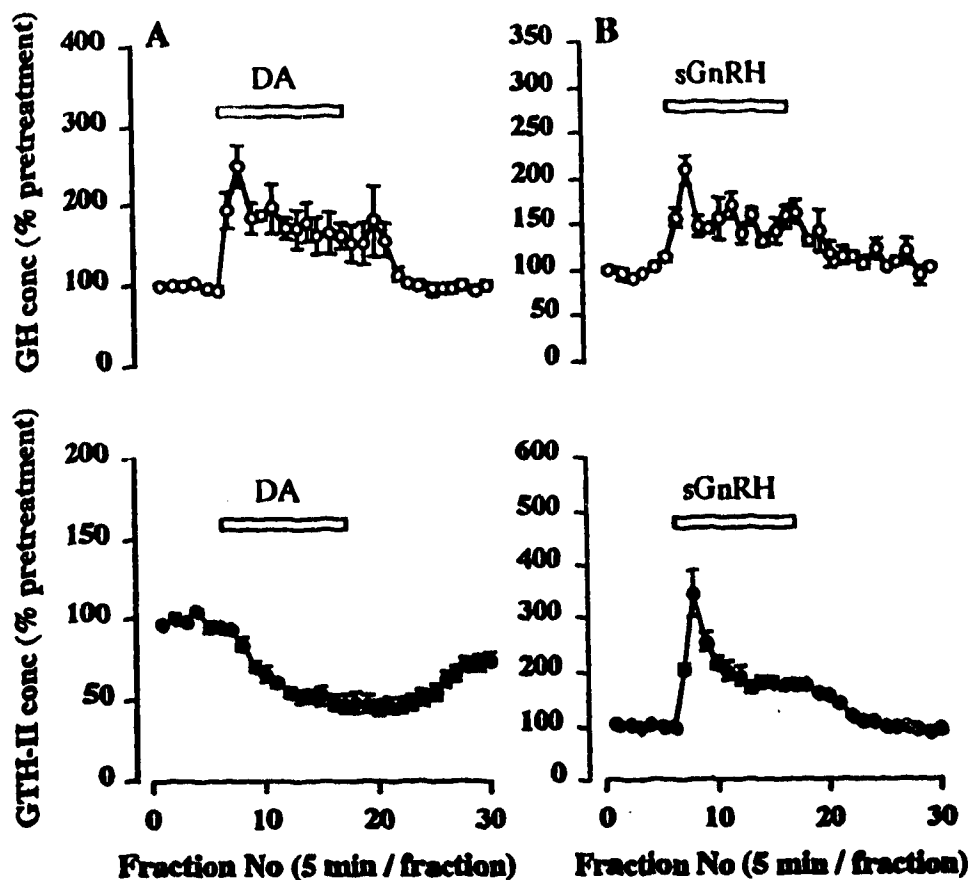 A
B
GH conc (% pretreatment)
400
300
200
100
0
DA
350
300
250
200
150
100
50
0
sGnRH
GTH-II conc (% pretreatment)
200
150
100
50
0
DA
600
500
400
300
200
100
0
sGnRH
0 10 20 30
0 10 20 30
Fraction No (5 min / fraction)
Fraction No (5 min / fraction)